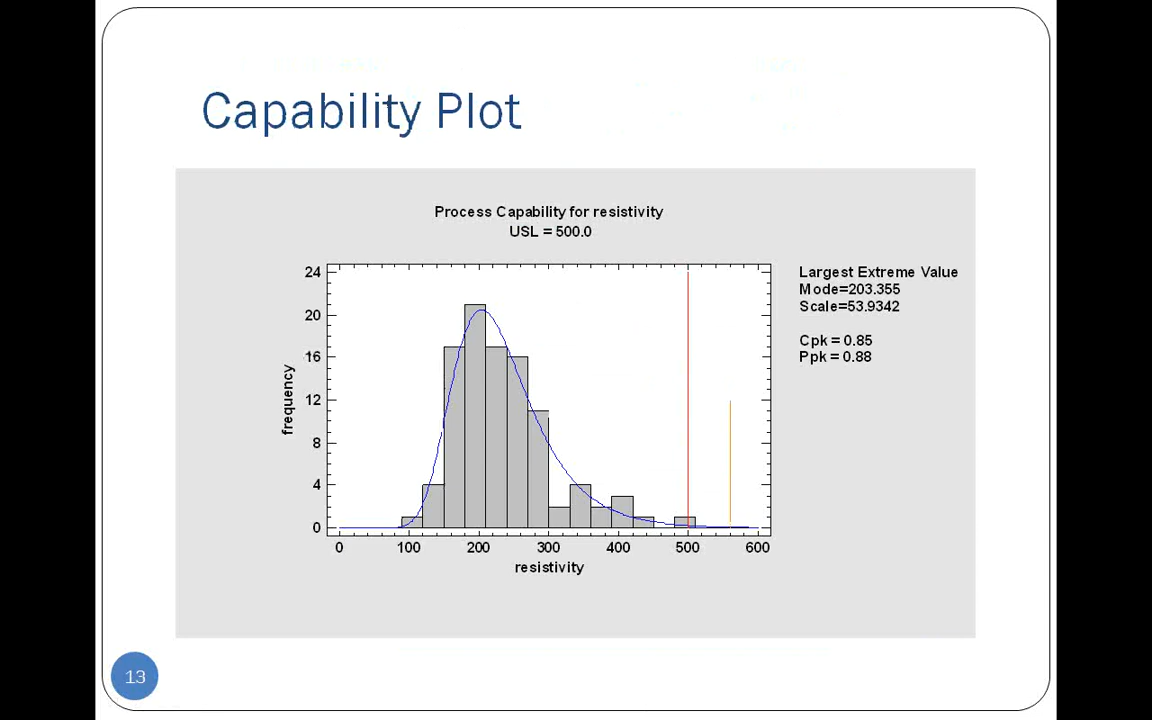 Capability Plot
Process Capability for resistivity
USL = 500.0
24
20
16
12
8
4
0
frequency
0 100 200 300 400 500 600
resistivity
Largest Extreme Value
Mode=203.355
Scale=53.9342
Cpk = 0.85
Ppk = 0.88
13